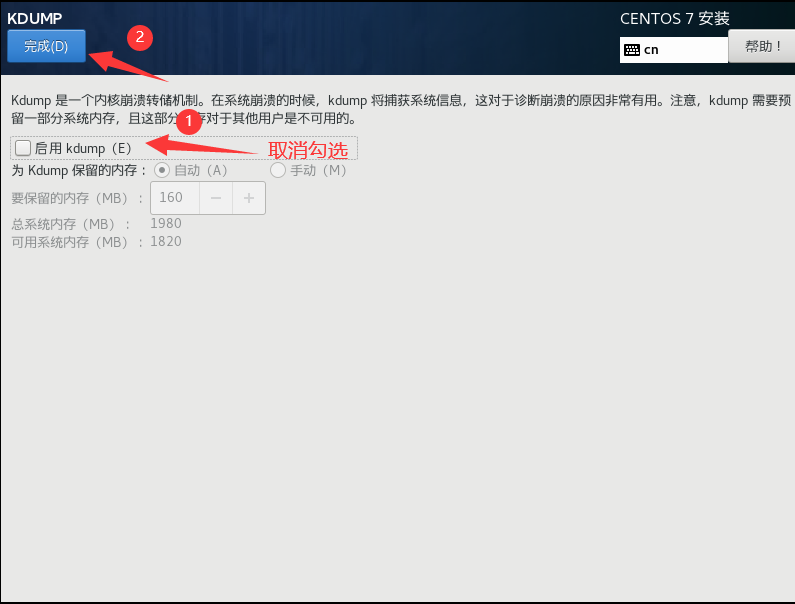 KDUMP
CENTOS 7 安装
完成(D)
2
cn
帮助！
Kdump 是一个内核崩溃转储机制。在系统崩溃的时候，kdump 将捕获系统信息，这对于诊断崩溃的原因非常有用。注意，kdump 需要预
留一部分系统内存，且这部分存对于其他用户是不可用的。
1
启用 kdump（E）
取消勾选
为 Kdump 保留的内存：
自动（A）
手动（M）
要保留的内存（MB）：
160
－
＋
总系统内存（MB）：
1980
可用系统内存（MB）：
1820